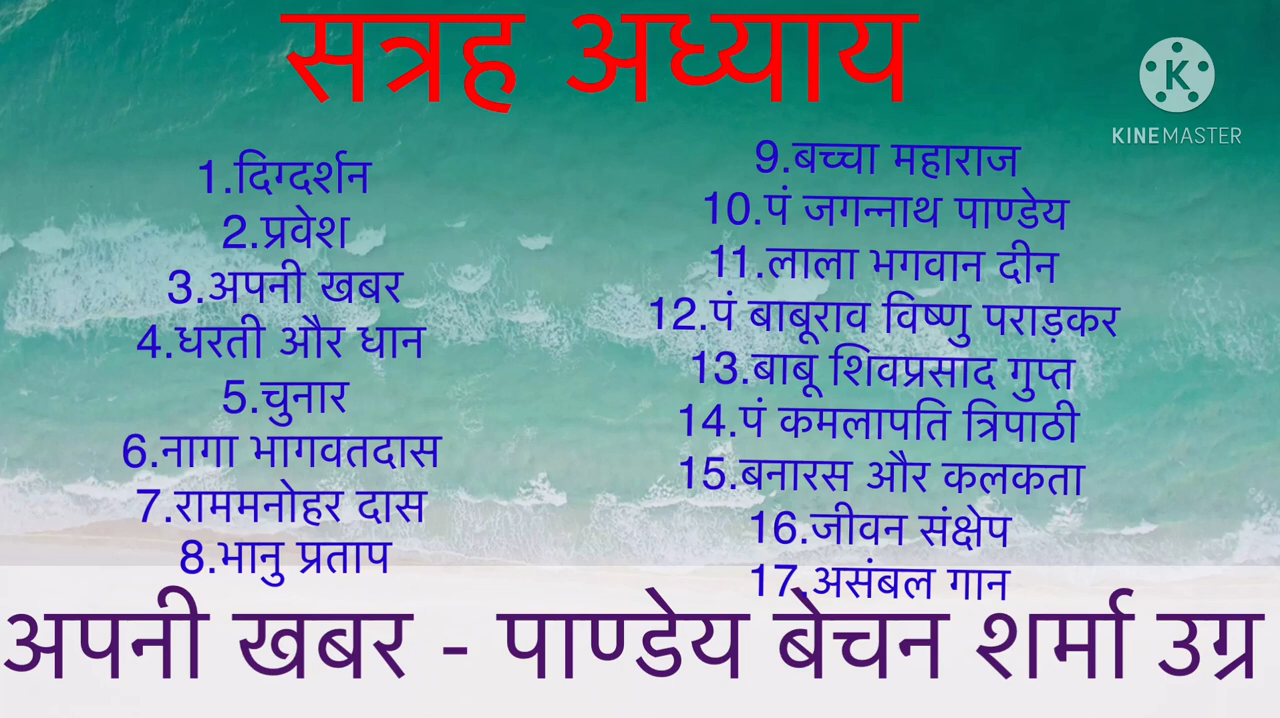 सत्रह अध्याय
K
KINEMASTER
1.दिग्दर्शन
2.प्रवेश
3.अपनी खबर
4.धरती और धान
5.चुनार
6.नागा भागवतदास
7.राममनोहर दास
8.भानु प्रताप
9.बच्चा महाराज
10.पं जगन्नाथ पाण्डेय
11.लाला भगवान दीन
12.पं बाबूराव विष्णु पराड़कर
13.बाबू शिवप्रसाद गुप्त
14.पं कमलापति त्रिपाठी
15.बनारस और कलकता
16.जीवन संक्षेप
17.असंबल गान
अपनी खबर - पाण्डेय बेचन शर्मा उग्र